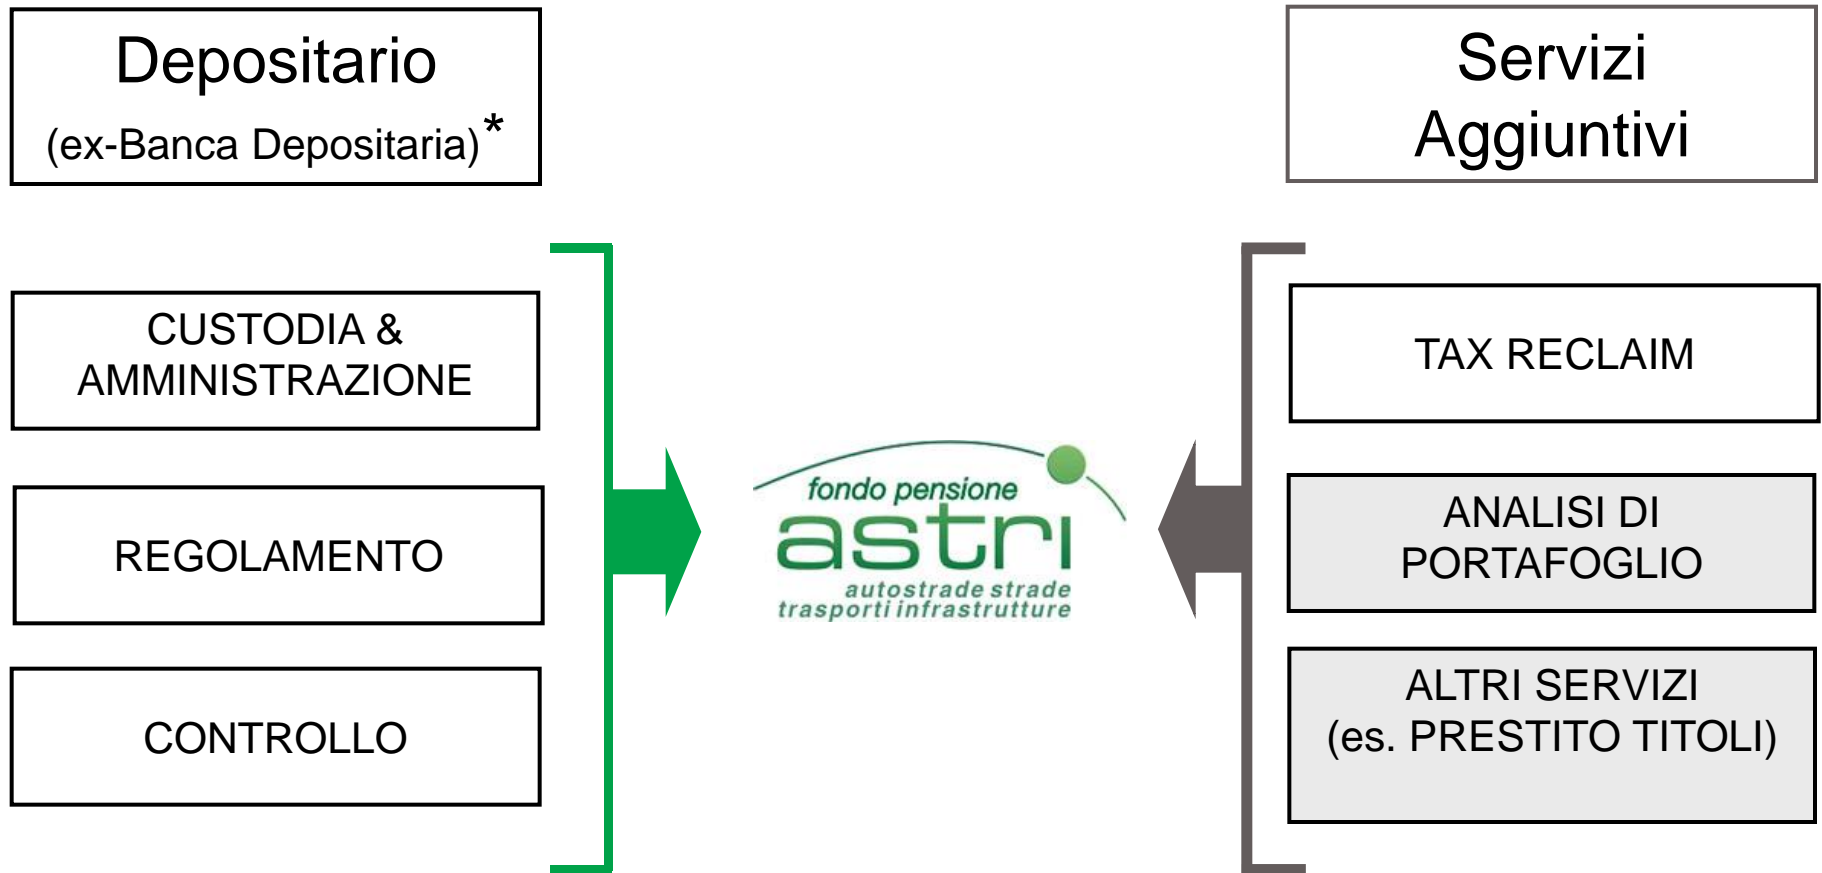 Depositario
(ex-Banca Depositaria)*
CUSTODIA &
AMMINISTRAZIONE
REGOLAMENTO
CONTROLLO
fondo pensione
astri
autostrade strade
trasporti infrastrutture
Servizi
Aggiuntivi
TAX RECLAIM
ANALISI DI
PORTAFOGLIO
ALTRI SERVIZI
(es. PRESTITO TITOLI)